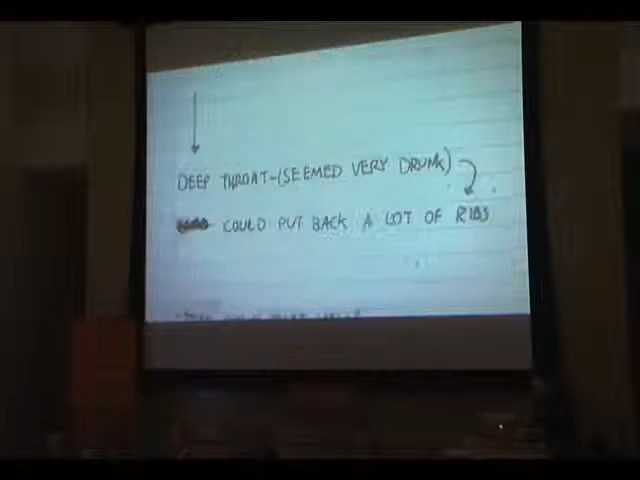 DEEP THROAT-(SEEMED VERY DRUNK)
COULD PUT BACK A LOT OF RIBS